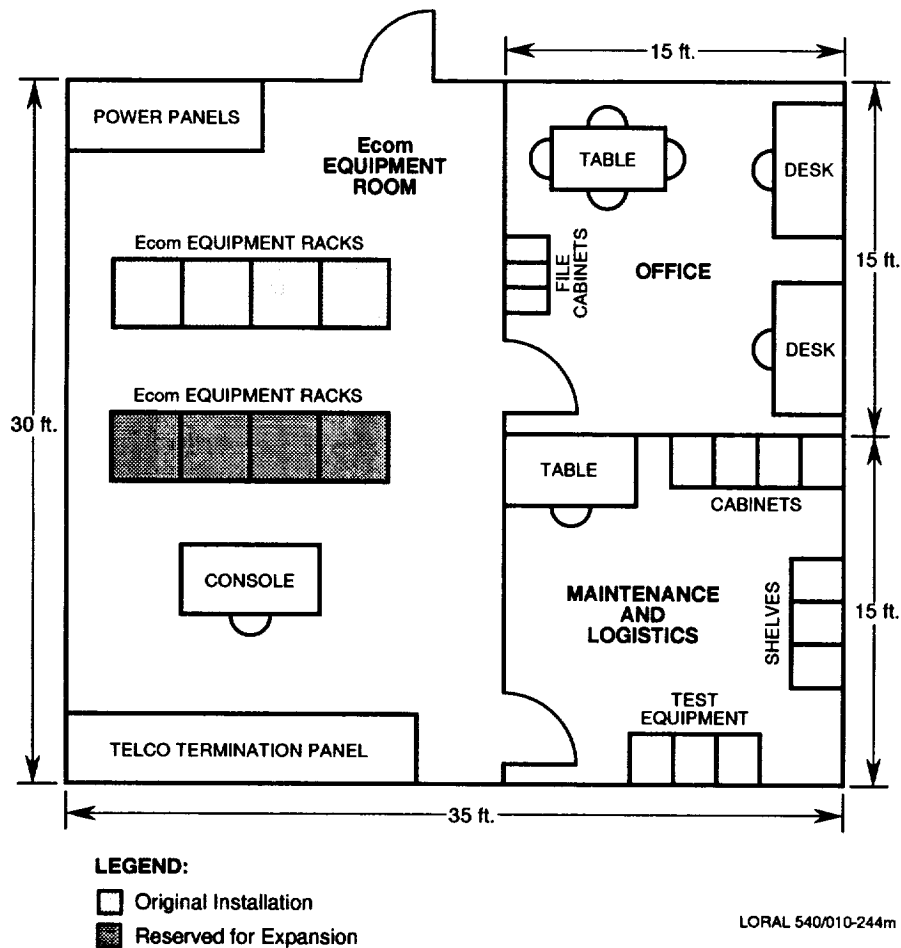 15 ft.
POWER PANELS
Ecom
EQUIPMENT
ROOM
TABLE
DESK
Ecom EQUIPMENT RACKS
FILE
CABINETS
OFFICE
15 ft.
DESK
Ecom EQUIPMENT RACKS
30 ft.
TABLE
CABINETS
CONSOLE
MAINTENANCE
AND
LOGISTICS
SHELVES
15 ft.
TEST
EQUIPMENT
TELCO TERMINATION PANEL
35 ft.
LEGEND:
Original Installation
Reserved for Expansion
LORAL 540/010-244m